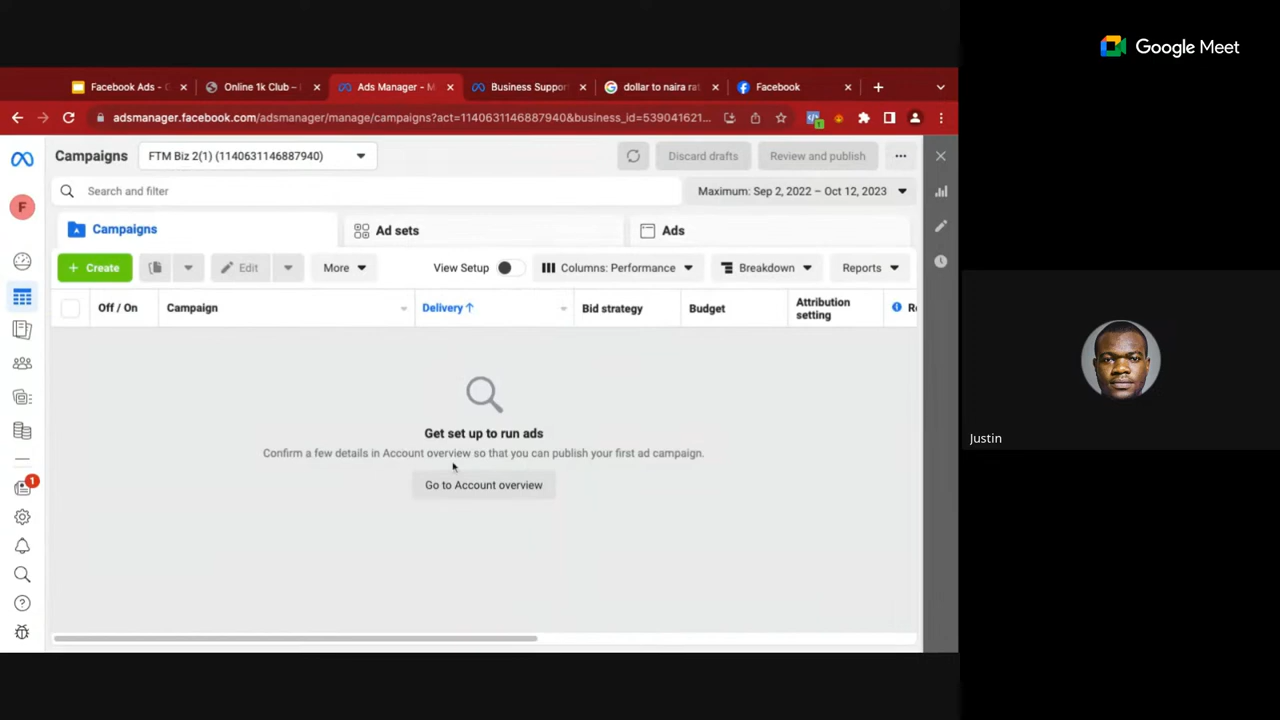 Google Meet
Facebook Ads - C
Online 1k Club –
Ads Manager - M
Business Support
dollar to naira rat
Facebook
adsmanager.facebook.com/adsmanager/manage/campaigns?act=1140631146887940&business_id=539041621...
Campaigns
FTM Biz 2(1) (1140631146887940)
Discard drafts
Review and publish
F
Search and filter
Maximum: Sep 2, 2022 – Oct 12, 2023
Campaigns
Ad sets
Ads
+ Create
Edit
More
View Setup
Columns: Performance
Breakdown
Reports
Off / On
Campaign
Delivery ↑
Bid strategy
Budget
Attribution
setting
Re
Get set up to run ads
Confirm a few details in Account overview so that you can publish your first ad campaign.
Go to Account overview
1
Justin